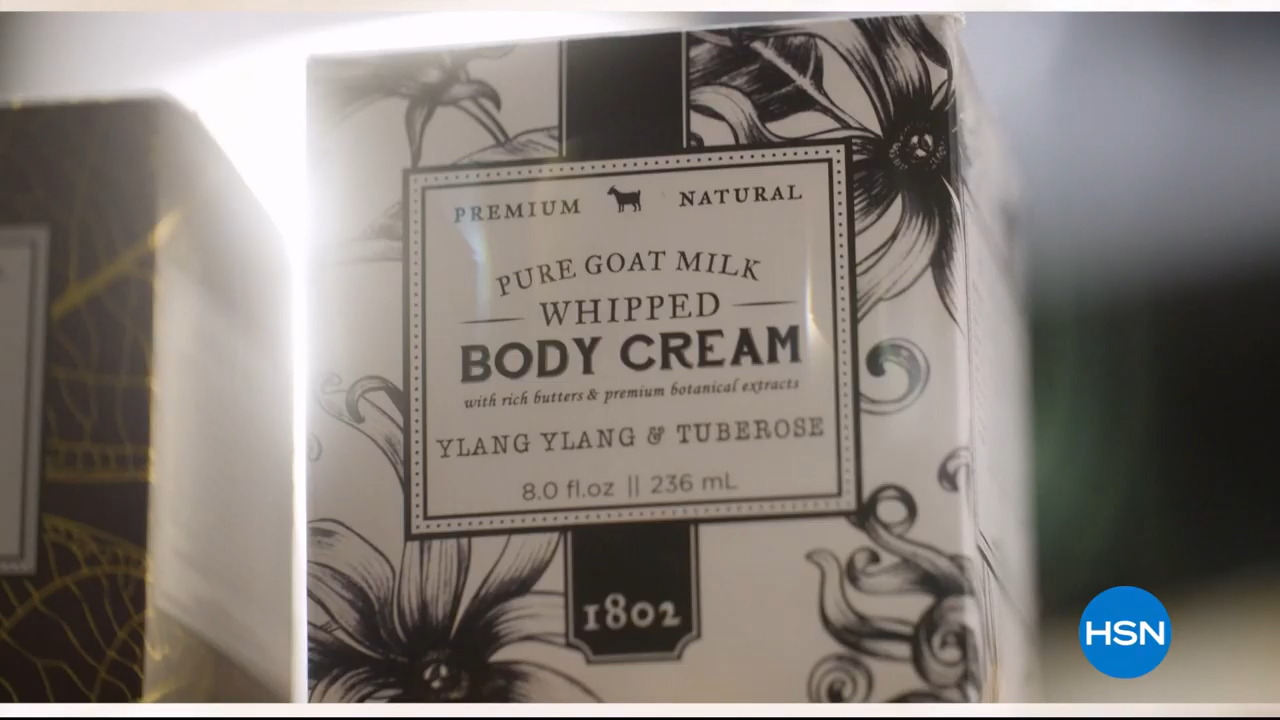 PREMIUM NATURAL
PURE GOAT MILK
WHIPPED
BODY CREAM
with rich butters & premium botanical extracts
YLANG YLANG & TUBEROSE
8.0 fl.oz || 236 mL
1802
HSN